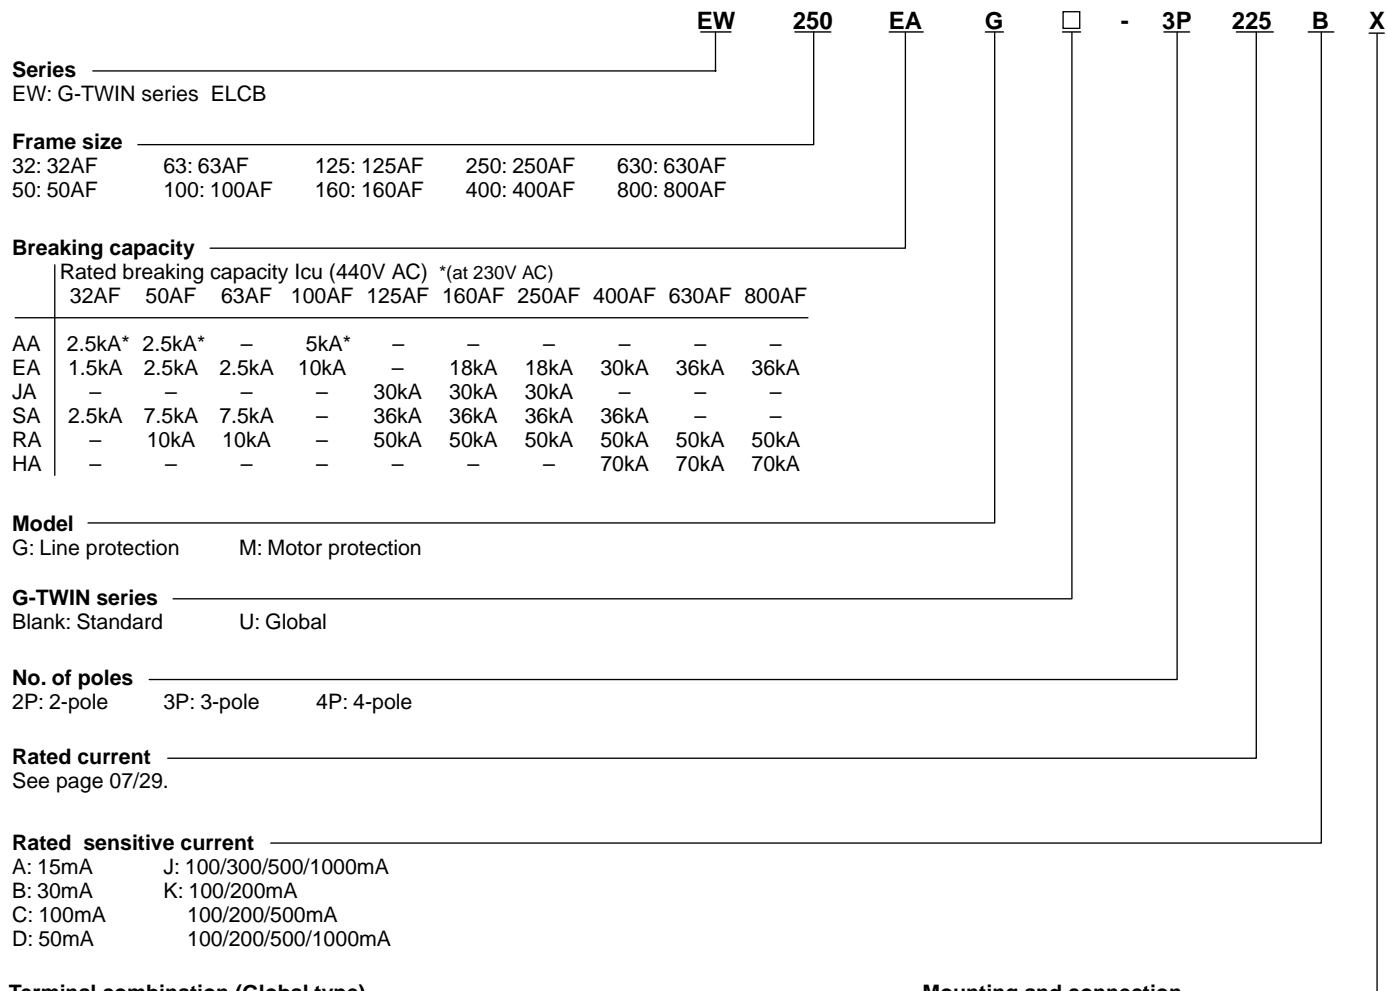 EW 250 EA G □ - 3P 225 B X
Series
EW: G-TWIN series ELCB
Frame size
32: 32AF 63: 63AF 125: 125AF 250: 250AF 630: 630AF
50: 50AF 100: 100AF 160: 160AF 400: 400AF 800: 800AF
Breaking capacity
Rated breaking capacity Icu (440V AC) *(at 230V AC)
32AF 50AF 63AF 100AF 125AF 160AF 250AF 400AF 630AF 800AF
AA 2.5kA* 2.5kA* – 5kA* – – – – – –
EA 1.5kA 2.5kA 2.5kA 10kA – 18kA 18kA 30kA 36kA 36kA
JA – – – – 30kA 30kA 30kA – – –
SA 2.5kA 7.5kA 7.5kA – 36kA 36kA 36kA 36kA – –
RA – 10kA 10kA – 50kA 50kA 50kA 50kA 50kA 50kA
HA – – – – – – – 70kA 70kA 70kA
Model
G: Line protection M: Motor protection
G-TWIN series
Blank: Standard U: Global
No. of poles
2P: 2-pole 3P: 3-pole 4P: 4-pole
Rated current
See page 07/29.
Rated sensitive current
A: 15mA J: 100/300/500/1000mA
B: 30mA K: 100/200mA
C: 100mA 100/200/500mA
D: 50mA 100/200/500/1000mA
Terminal combination (Global type) Mounting and connection